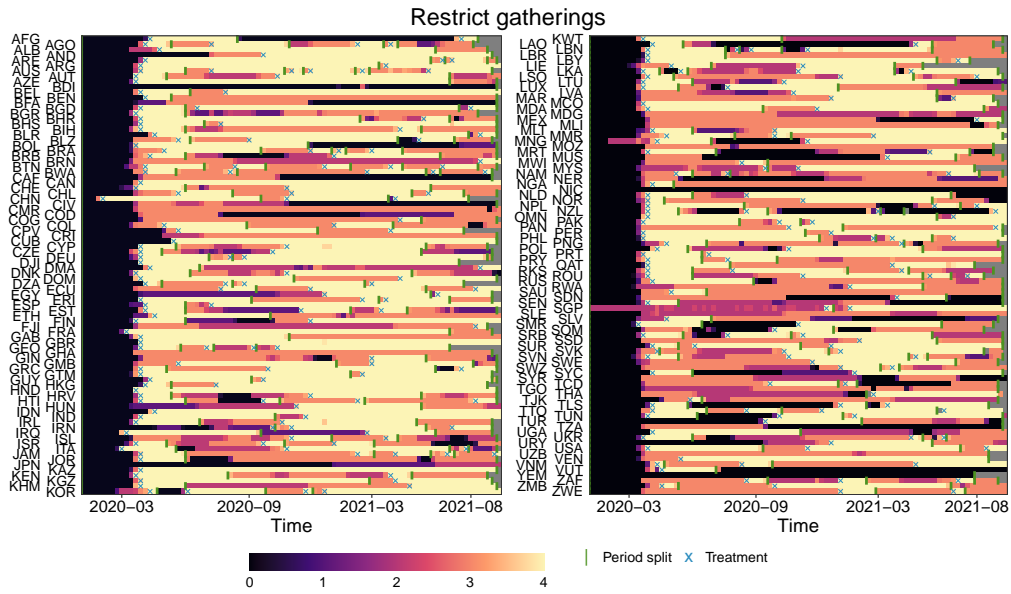 Restrict gatherings
AFG
AGO
ALB
AND
ARE
ARG
AUS
AUT
AZE
BDI
BEL
BEN
BFA
BGD
BGR
BHR
BHS
BIH
BLR
BLZ
BOL
BRA
BRB
BRN
BTN
BWA
CAF
CAN
CHE
CHL
CHN
CIV
CMR
COD
COG
COL
CPV
CRI
CUB
CYP
CZE
DEU
DJI
DMA
DNK
DOM
DZA
ECU
EGY
ERI
ESP
EST
ETH
FIN
FJI
FRA
GAB
GBR
GEO
GHA
GIN
GMB
GRC
GTM
GUY
HKG
HND
HRV
HTI
HUN
IDN
IND
IRL
IRN
IRQ
ISL
ISR
ITA
JAM
JOR
JPN
KAZ
KEN
KGZ
KHM
KOR
2020-03 2020-09 2021-03 2021-08
Time
KWT
LAO
LBN
LBR
LBY
LIE
LKA
LSO
LTU
LUX
LVA
MAR
MCO
MDA
MDG
MEX
MLI
MLT
MMR
MNG
MOZ
MRT
MUS
MWI
MYS
NAM
NER
NGA
NIC
NLD
NOR
NPL
NZL
OMN
PAK
PAN
PER
PHL
PNG
POL
PRT
PRY
QAT
RKS
ROU
RUS
RWA
SAU
SDN
SEN
SGP
SLE
SLV
SMR
SOM
SRB
SSD
SUR
SVK
SVN
SWE
SWZ
SYC
SYR
TCD
TGO
THA
TJK
TLS
TTO
TUN
TUR
TZA
UGA
UKR
URY
USA
UZB
VEN
VNM
VUT
YEM
ZAF
ZMB
ZWE
2020-03 2020-09 2021-03 2021-08
Time
0 1 2 3 4
Period split
Treatment